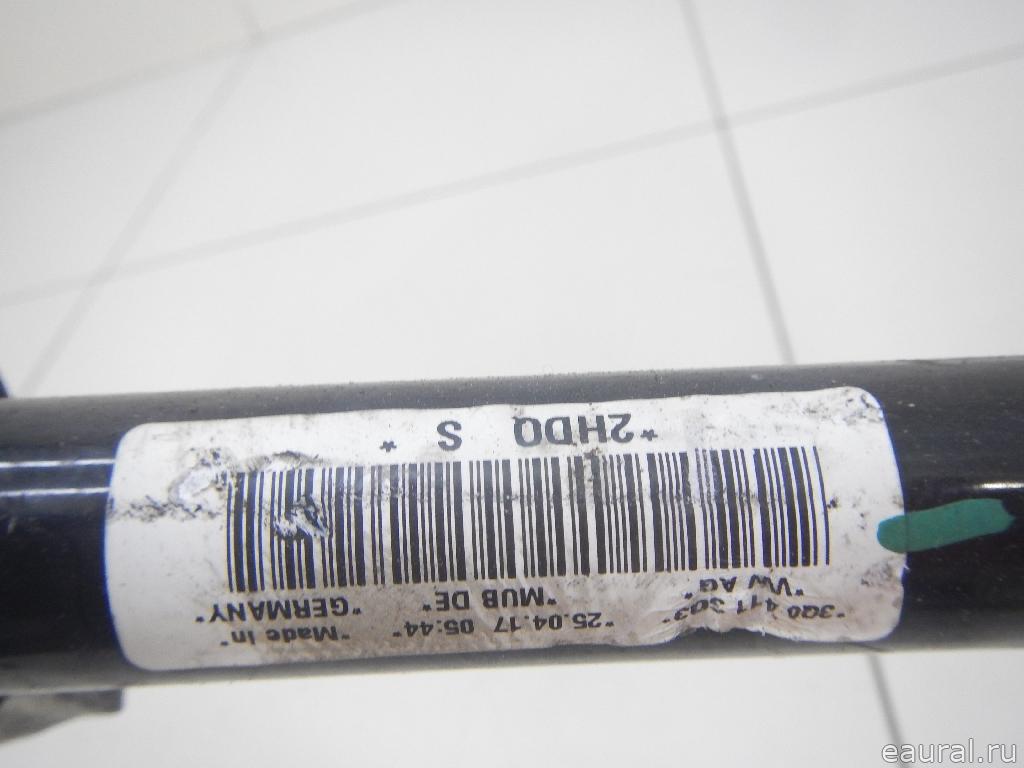 *3Q0 411 303* *25.04.17 05:44* *Made In*
*VW AG* *MUB DE* *GERMANY*
*2HDQ S *
eaural.ru